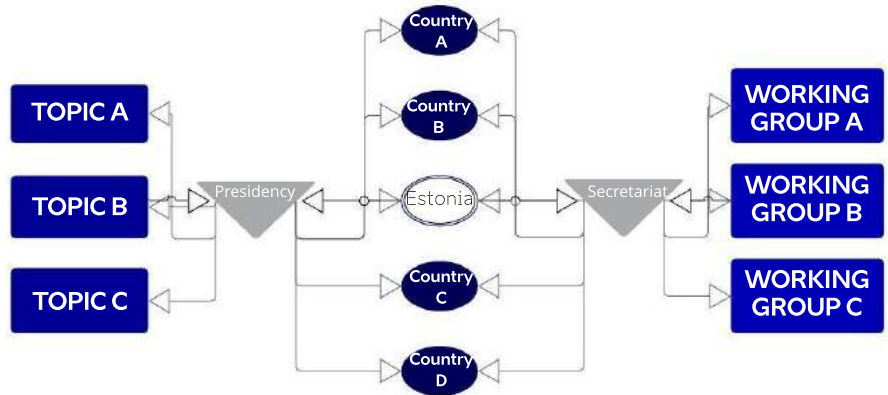 Country
A
TOPIC A
WORKING
GROUP A
Country
B
TOPIC B
Presidency
Estonia
Secretariat
WORKING
GROUP B
TOPIC C
Country
C
WORKING
GROUP C
Country
D